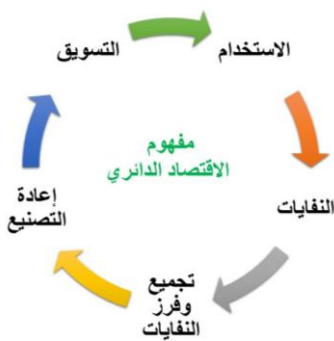 مفهوم
الاقتصاد الدائري
التسويق
الاستخدام
النفايات
تجميع
وفرز
النفايات
إعادة
التصنيع